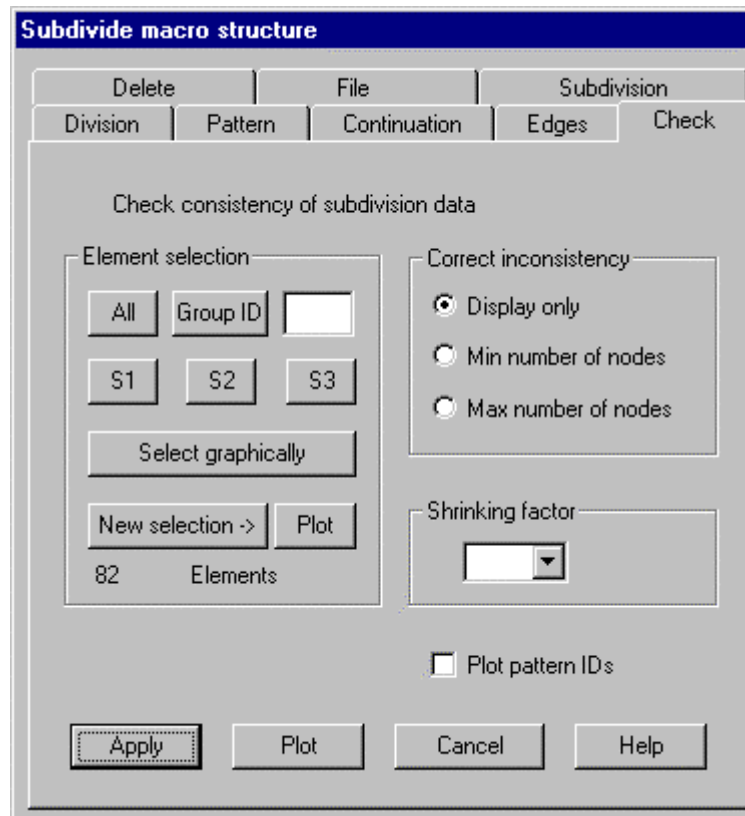 Subdivide macro structure
Delete File Subdivision
Division Pattern Continuation Edges Check
Check consistency of subdivision data
Element selection
All Group ID
S1 S2 S3
Select graphically
New selection -> Plot
82 Elements
Correct inconsistency
Display only
Min number of nodes
Max number of nodes
Shrinking factor
Plot pattern IDs
Apply Plot Cancel Help